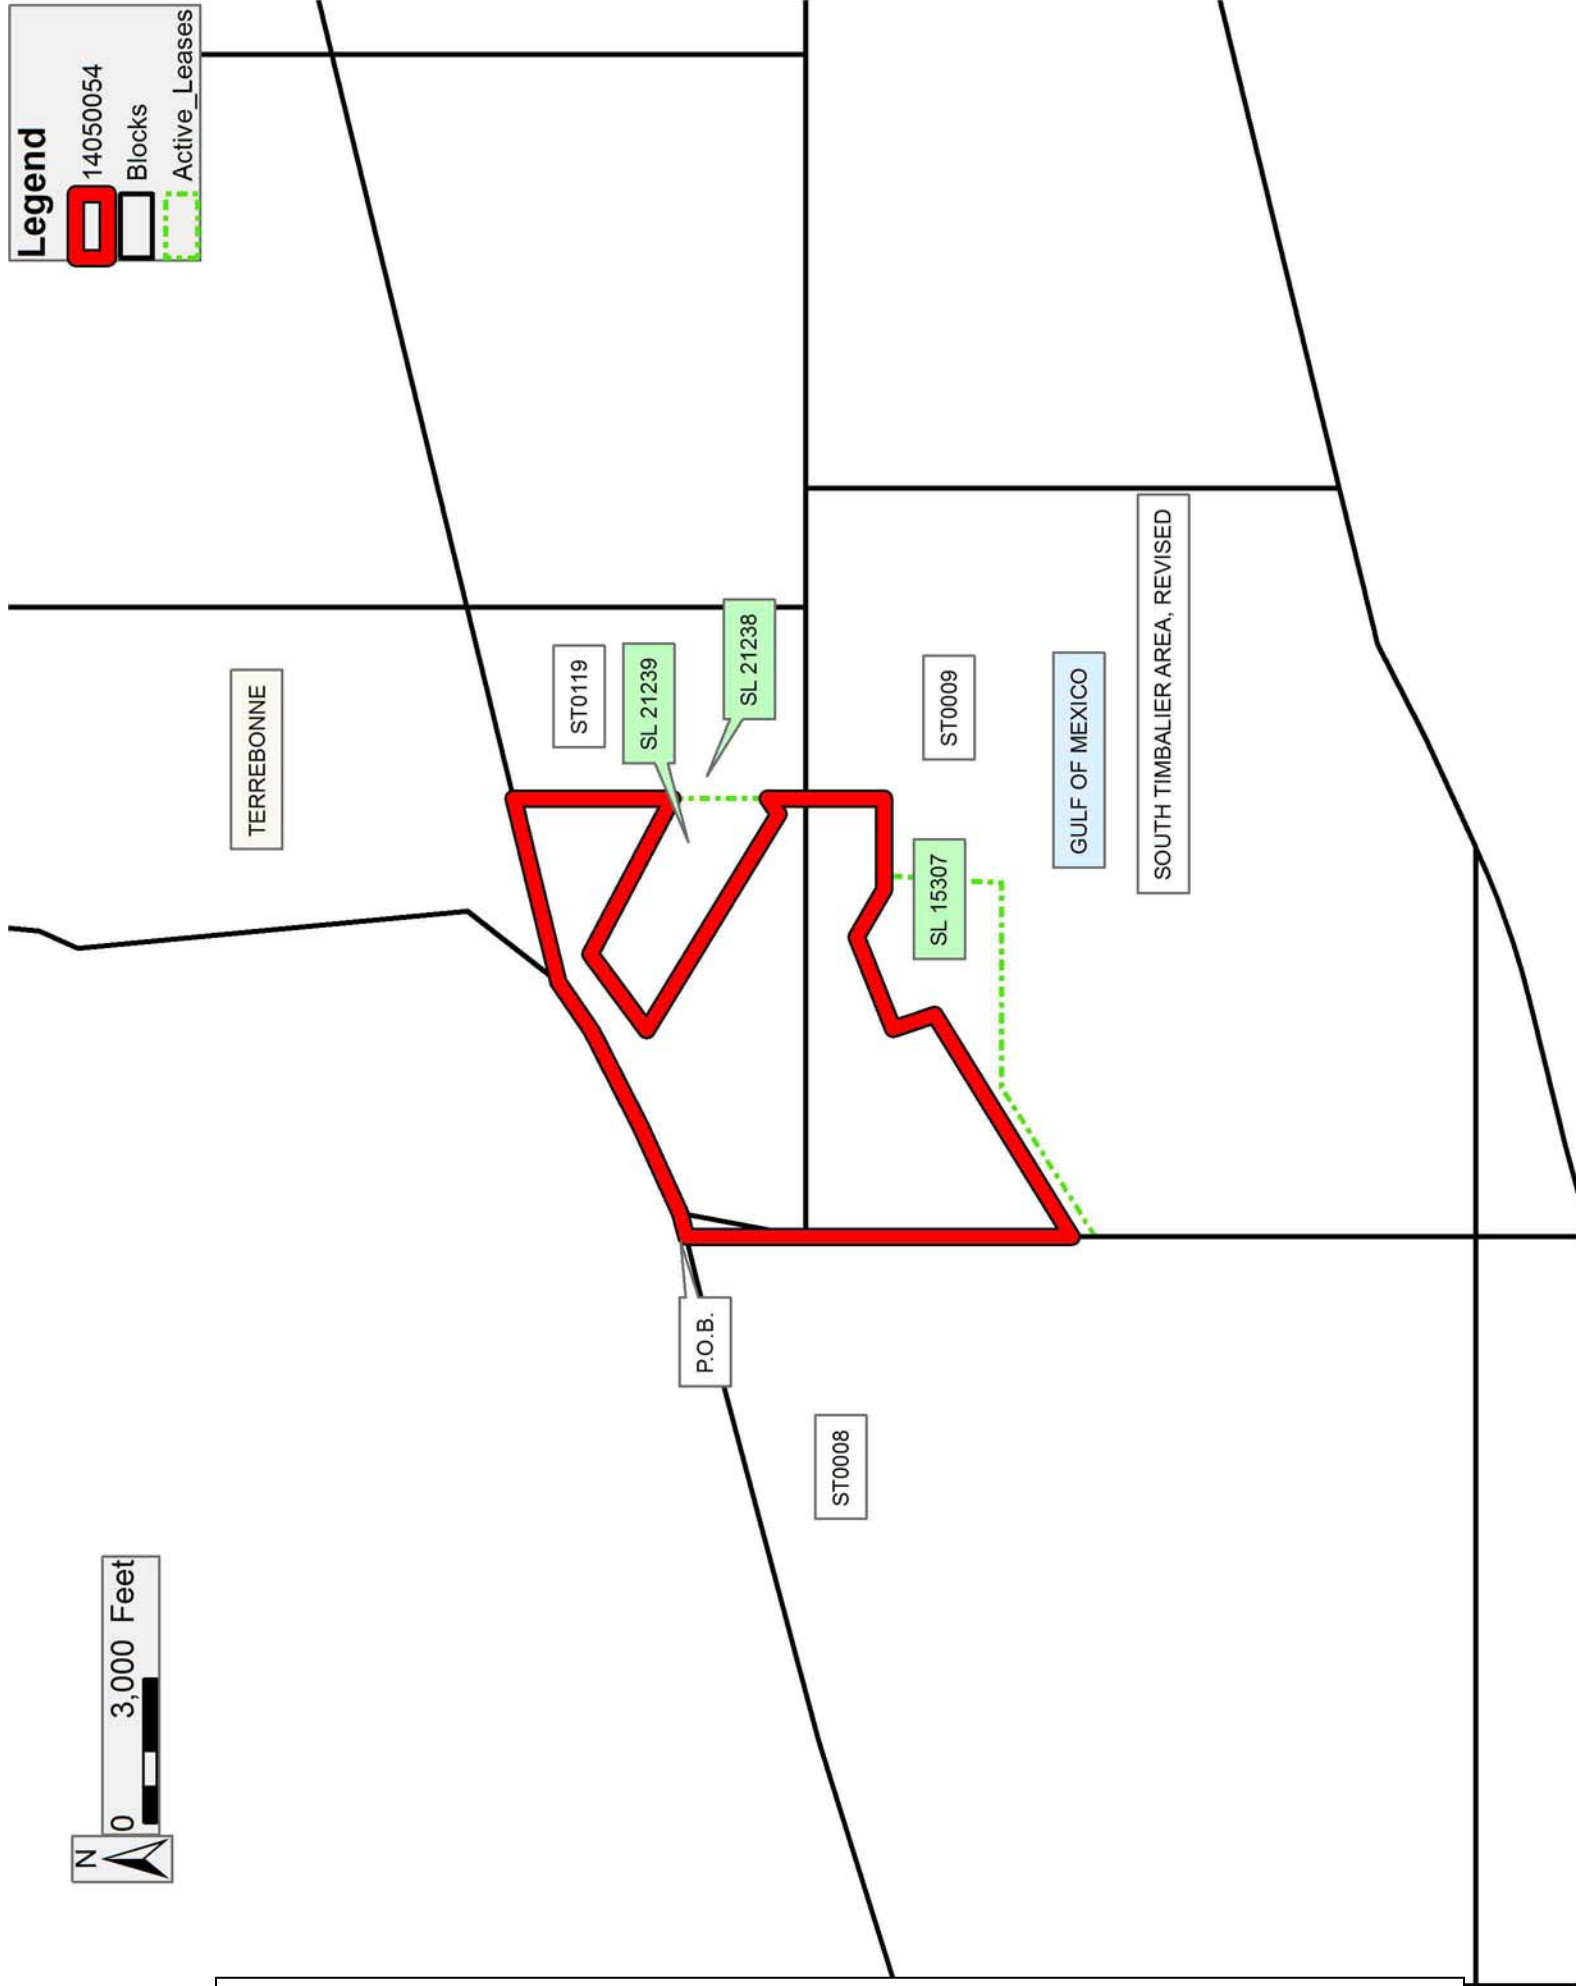 Legend
14050054
Blocks
Active_Leases
N
0 3,000 Feet
TERREBONNE
ST0119
SL 21239
SL 21238
P.O.B.
ST0008
SL 15307
ST0009
GULF OF MEXICO
SOUTH TIMBALIER AREA, REVISED